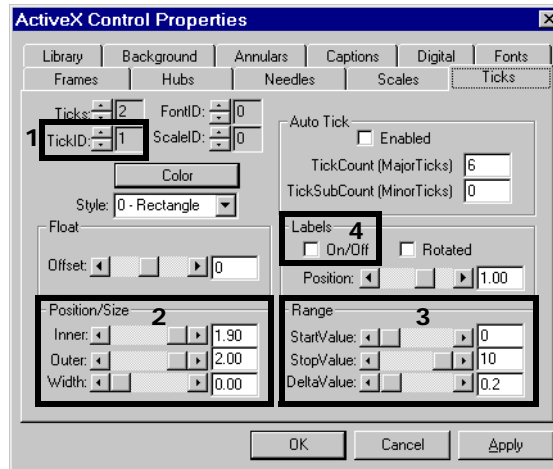 ActiveX Control Properties
Library Background Annulars Captions Digital Fonts
Frames Hubs Needles Scales Ticks
Ticks: 2 FontID: 0
1 TickID: 1 ScaleID: 0
Color
Style: 0 - Rectangle
Auto Tick
Enabled
TickCount (MajorTicks) 6
TickSubCount (MinorTicks) 0
Float
Offset: 0
Labels 4
On/Off Rotated
Position: 1.00
Position/Size 2
Inner: 1.90
Outer: 2.00
Width: 0.00
Range 3
StartValue: 0
StopValue: 10
DeltaValue: 0.2
OK Cancel Apply